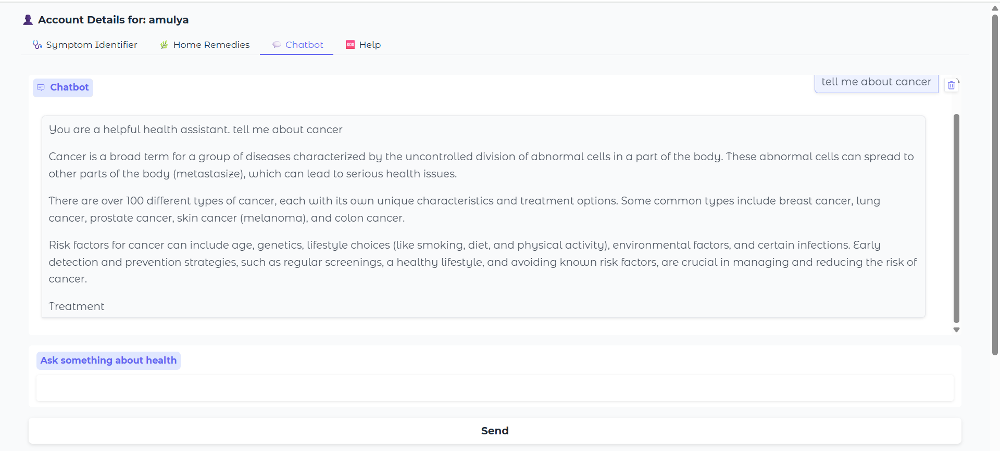 Account Details for: amulya
Symptom Identifier
Home Remedies
Chatbot
SOS
Help
Chatbot
tell me about cancer
You are a helpful health assistant. tell me about cancer
Cancer is a broad term for a group of diseases characterized by the uncontrolled division of abnormal cells in a part of the body. These abnormal cells can spread to
other parts of the body (metastasize), which can lead to serious health issues.
There are over 100 different types of cancer, each with its own unique characteristics and treatment options. Some common types include breast cancer, lung
cancer, prostate cancer, skin cancer (melanoma), and colon cancer.
Risk factors for cancer can include age, genetics, lifestyle choices (like smoking, diet, and physical activity), environmental factors, and certain infections. Early
detection and prevention strategies, such as regular screenings, a healthy lifestyle, and avoiding known risk factors, are crucial in managing and reducing the risk of
cancer.
Treatment
Ask something about health
Send